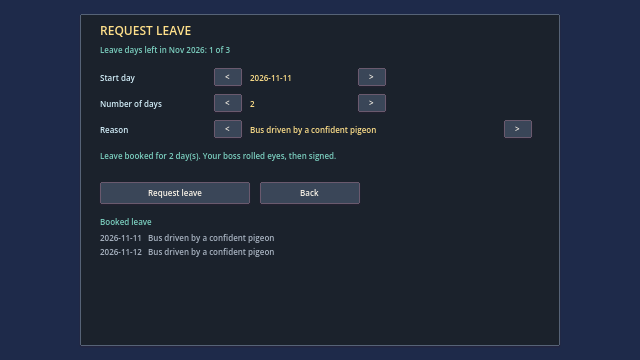 REQUEST LEAVE
Leave days left in Nov 2026: 1 of 3
Start day < 2026-11-11 >
Number of days < 2 >
Reason < Bus driven by a confident pigeon >
Leave booked for 2 day(s). Your boss rolled eyes, then signed.
Request leave Back
Booked leave
2026-11-11 Bus driven by a confident pigeon
2026-11-12 Bus driven by a confident pigeon